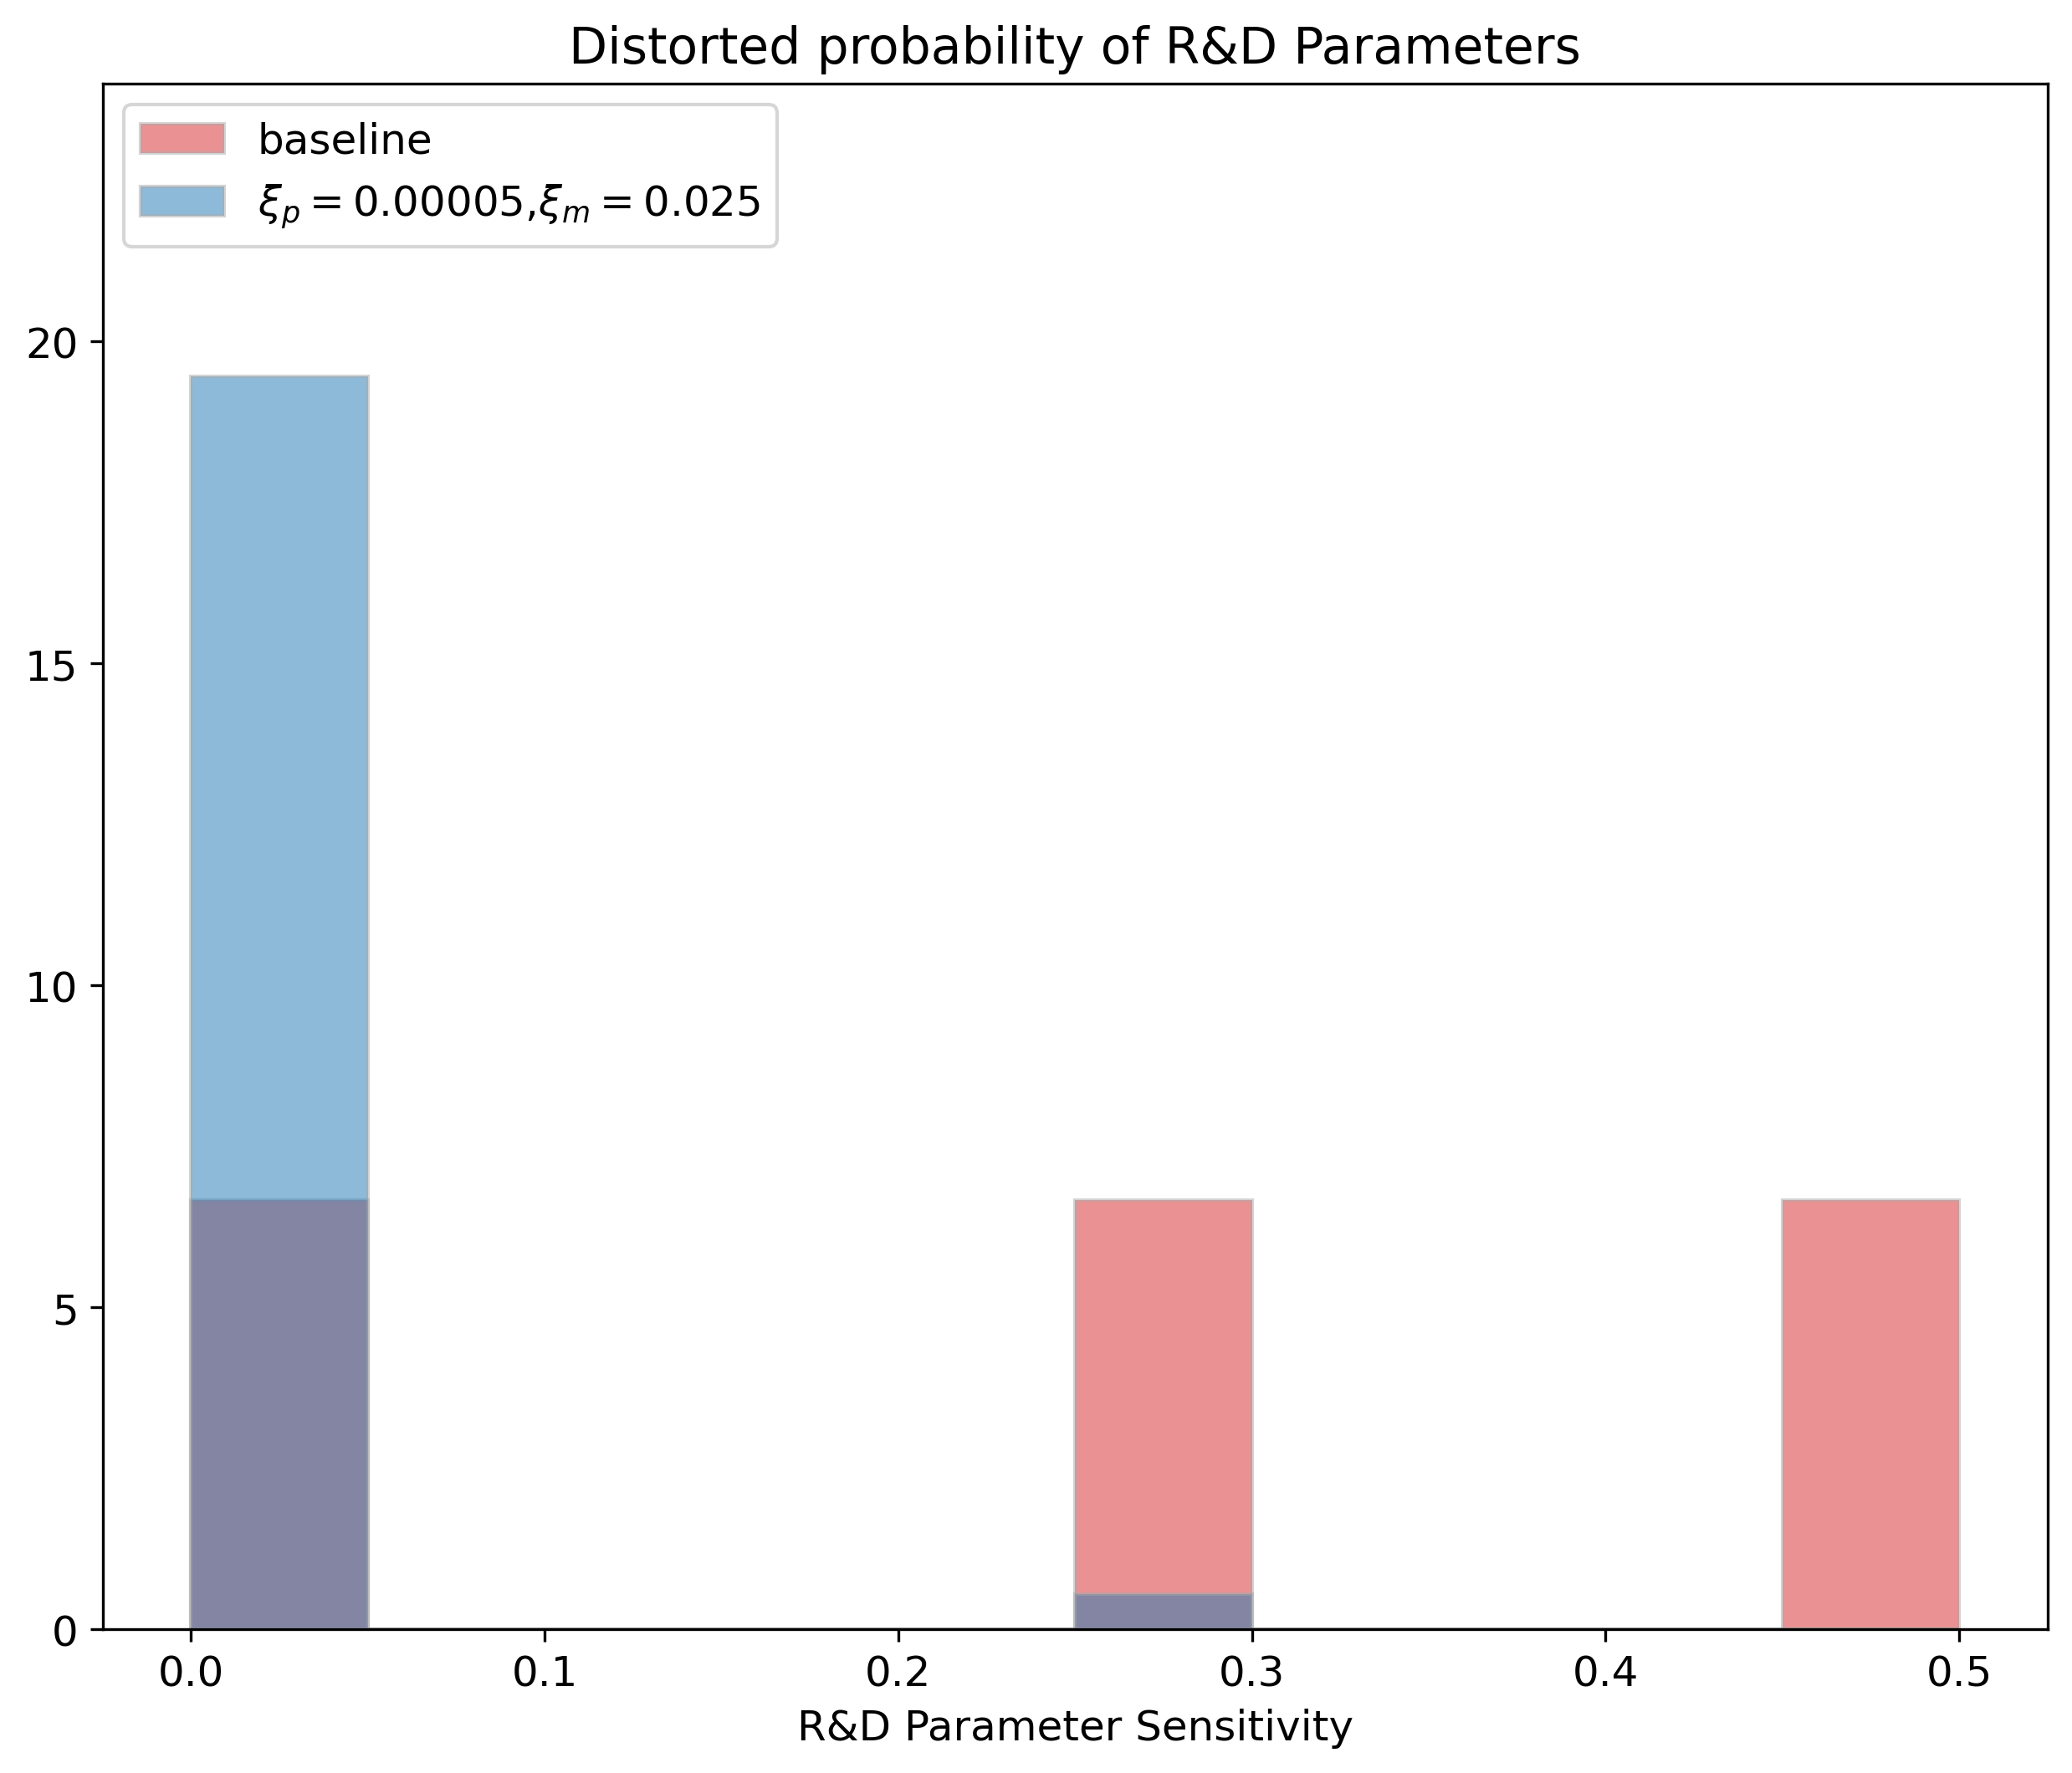 Distorted probability of R&D Parameters
baseline
ξp = 0.00005,ξm = 0.025
20
15
10
5
0
0.0 0.1 0.2 0.3 0.4 0.5
R&D Parameter Sensitivity